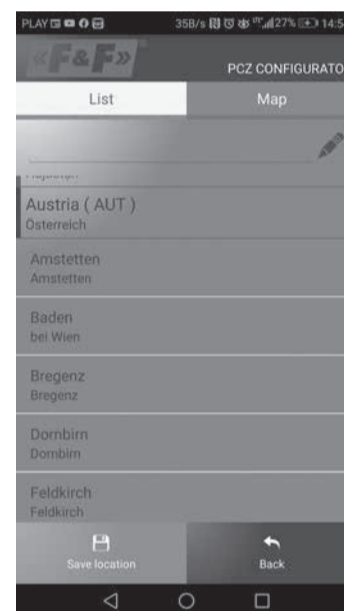 PLAY 35B/s 27% 14:5
«F&F» PCZ CONFIGURATO
List Map
Austria ( AUT )
Österreich
Amstetten
Amstetten
Baden
bei Wien
Bregenz
Bregenz
Dornbirn
Dornbirn
Feldkirch
Feldkirch
Save location Back